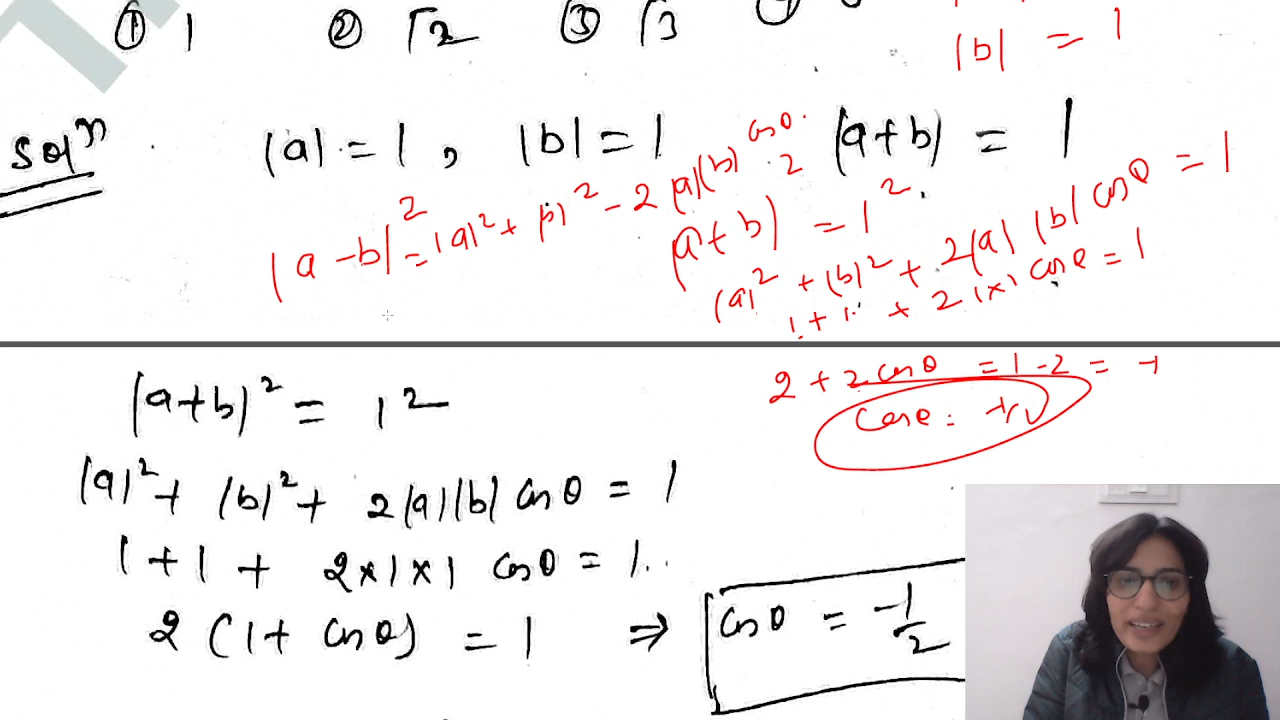 ① 1 ② √2 ③ √3
|b| = 1
Solⁿ |a| = 1, |b| = 1 |a+b| = 1
|a-b|² = |a|² + |b|² - 2|a||b| cosθ
|a+b|² = 1²
|a|² + |b|² + 2|a||b| cosθ = 1
1+1 + 2 1×1 cosθ = 1
2 + 2 cosθ = 1-2 = -1
|a+b|² = 1²
|a|² + |b|² + 2|a||b| cosθ = 1
1+1 + 2×1×1 cosθ = 1..
2 (1+ cosθ) = 1 ⇒ cosθ = -1/2